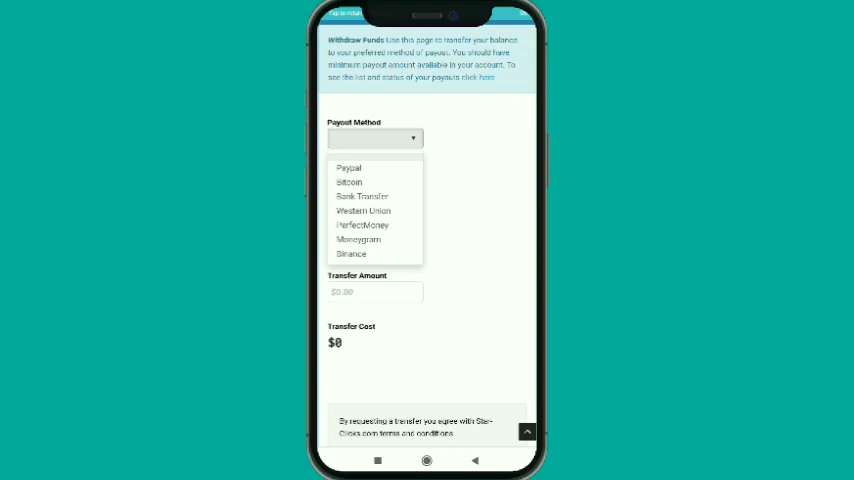 Withdraw Funds Use this page to transfer your balance
to your preferred method of payout. You should have
minimum payout amount available in your account. To
see the list and status of your payouts click here
Payout Method
Paypal
Bitcoin
Bank Transfer
Western Union
PerfectMoney
Moneygram
Binance
Transfer Amount
$0.00
Transfer Cost
$0
By requesting a transfer you agree with Star-
Clicks.com terms and conditions.